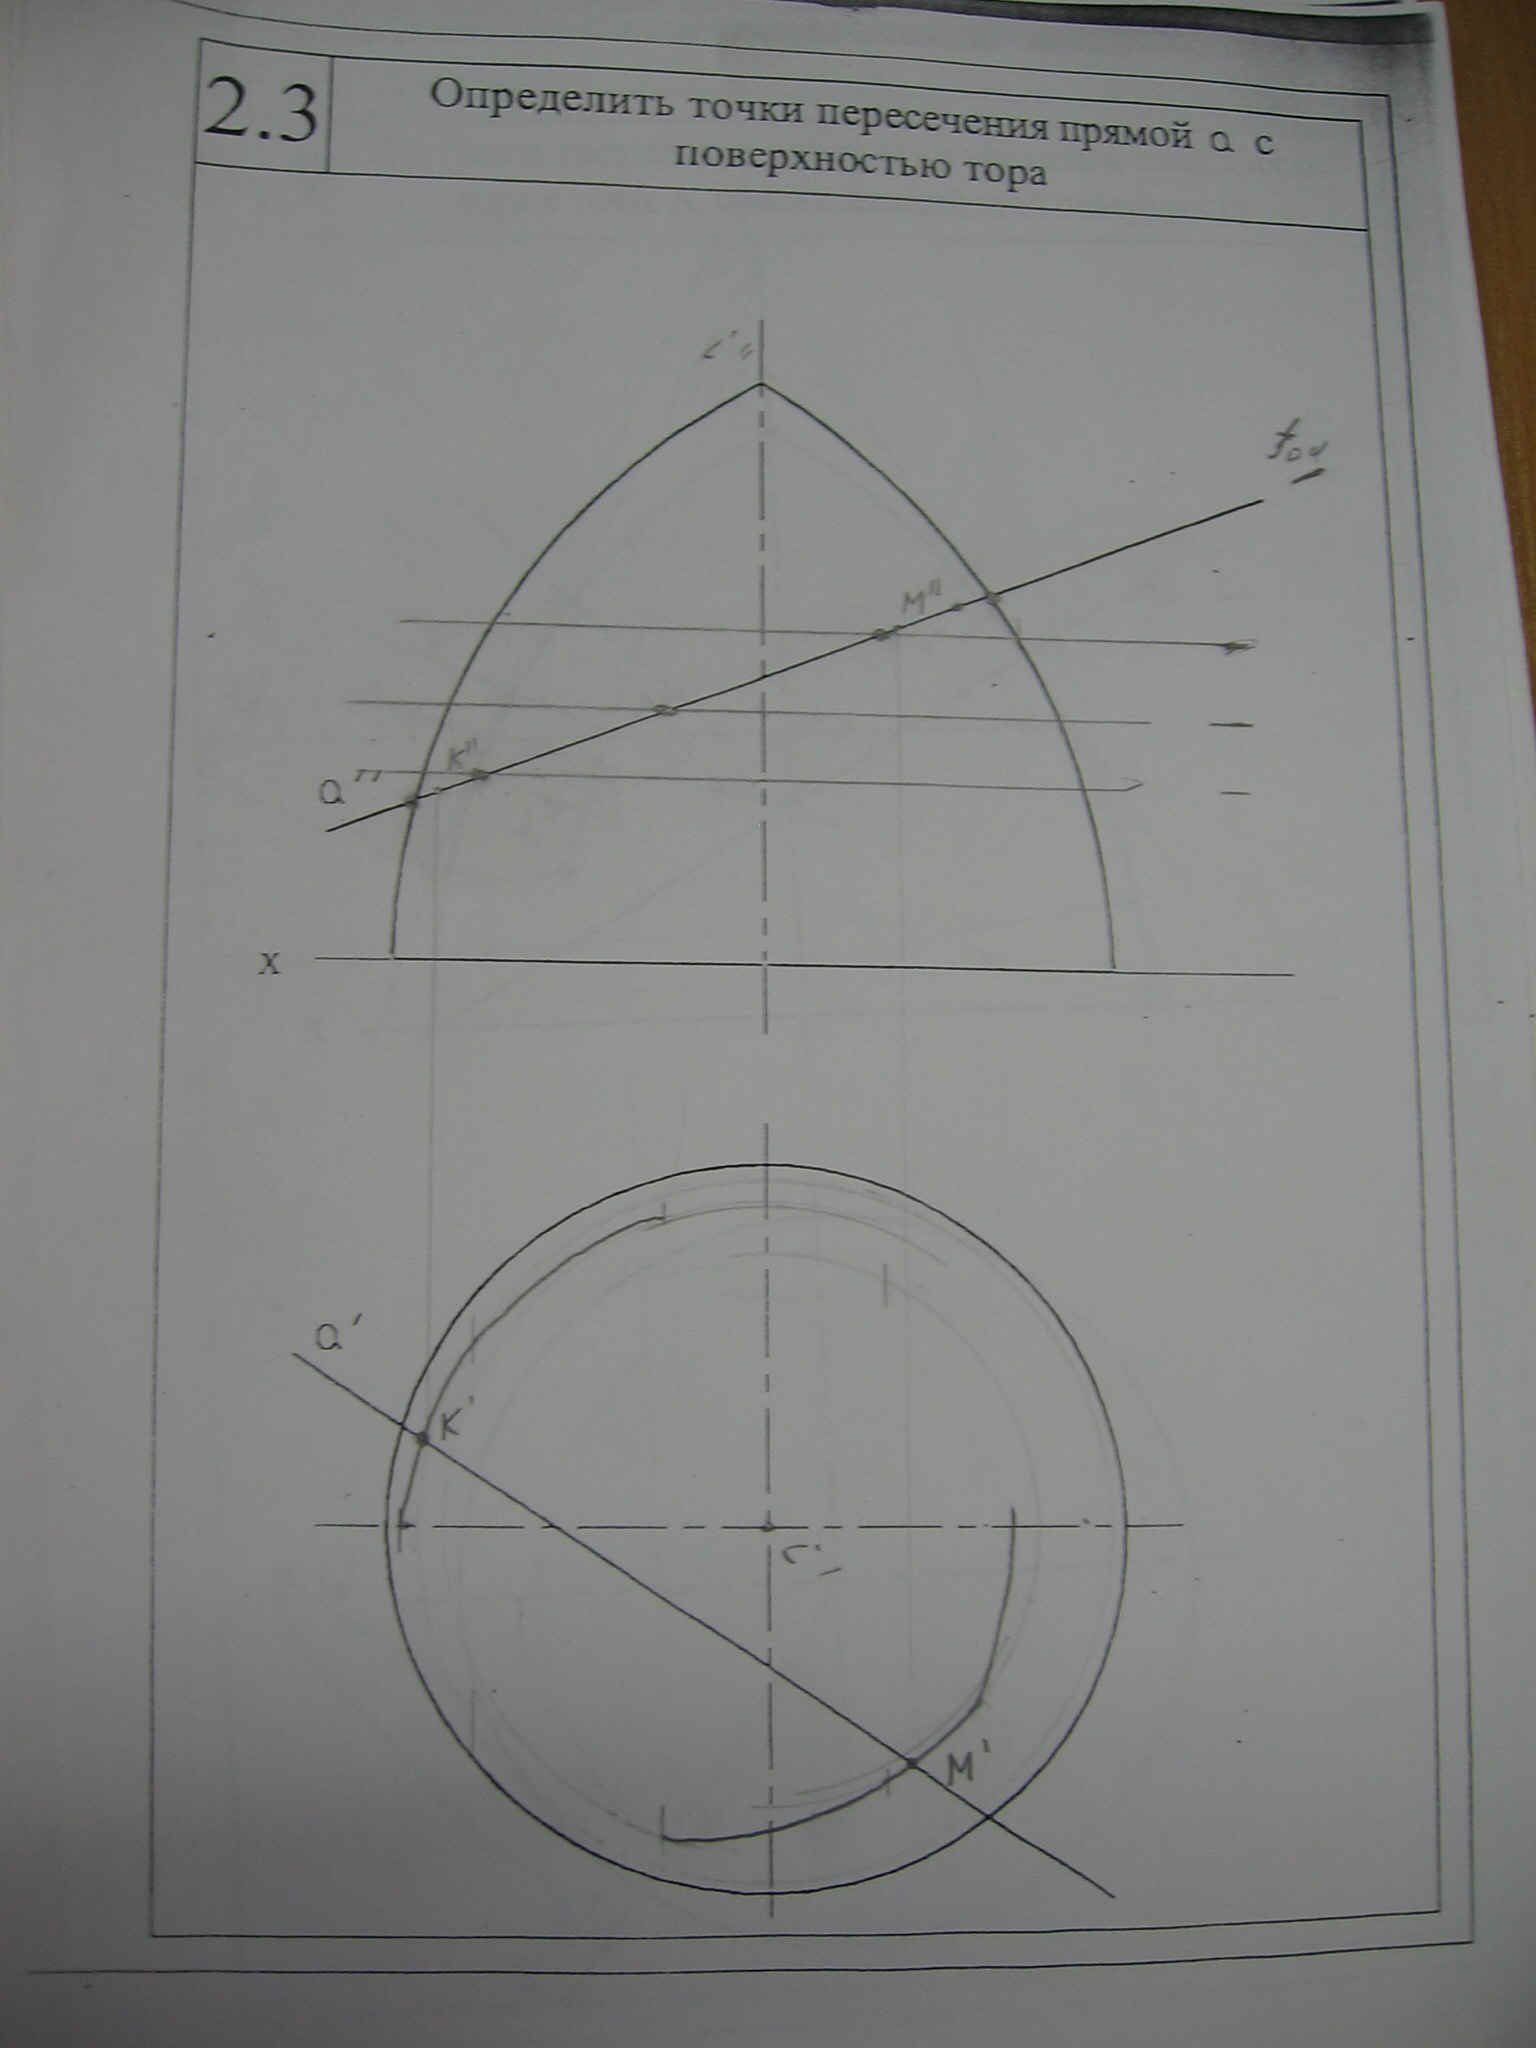 2.3
Определить точки пересечения прямой a с
поверхностью тора
M"
K"
a"
x
a'
K'
M'